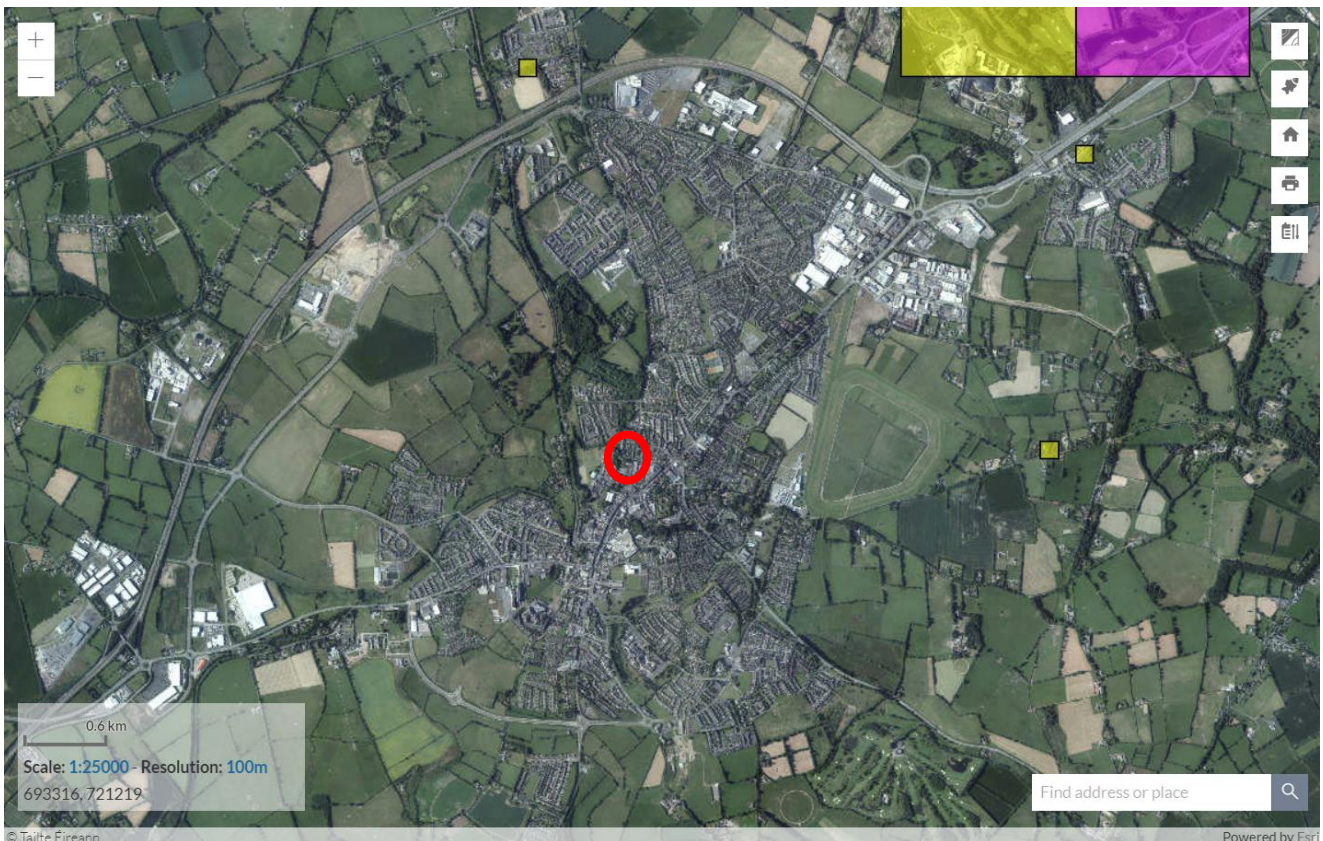 0.6 km
Scale: 1:25000 - Resolution: 100m
693316, 721219
Find address or place
© Tailte Éireann
Powered by Esri